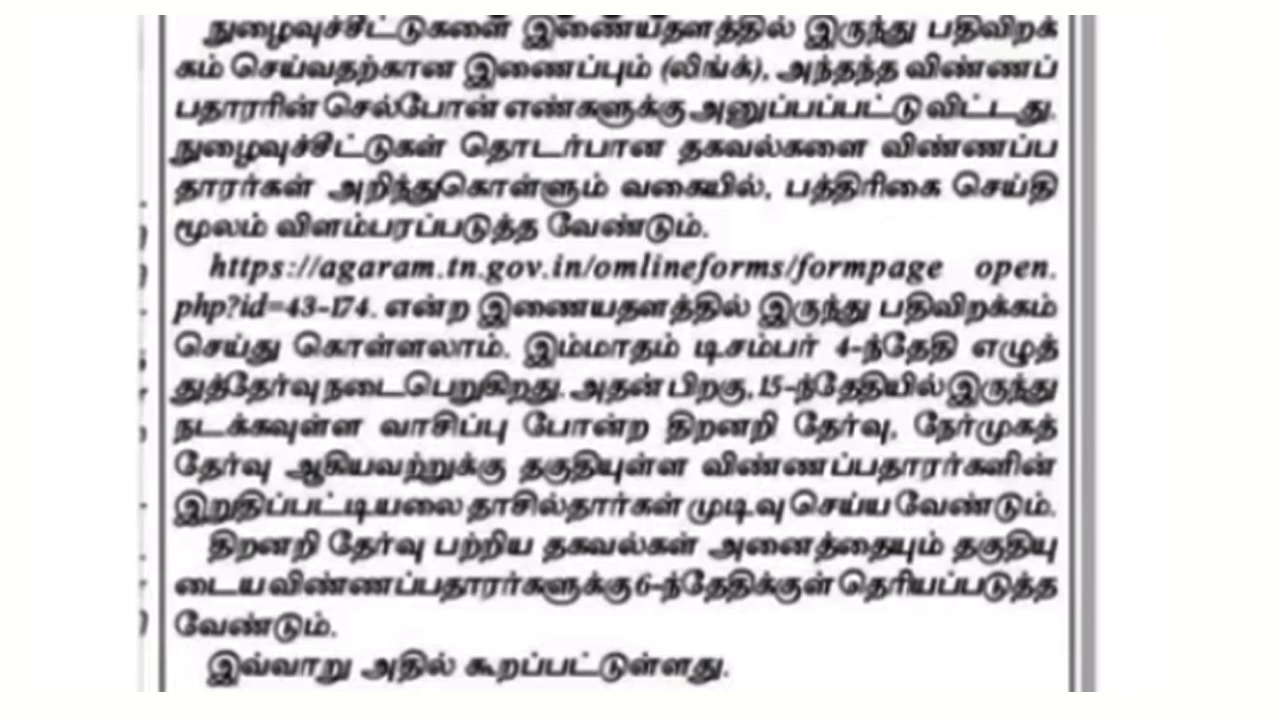 நுழைவுச்சீட்டுகளை இணையதளத்தில் இருந்து பதிவிறக்
கம் செய்வதற்கான இணைப்பும் (லிங்க்), அந்தந்த விண்ணப்
பதாரரின் செல்போன் எண்களுக்கு அனுப்பப்பட்டு விட்டது.
நுழைவுச்சீட்டுகள் தொடர்பான தகவல்களை விண்ணப்ப
தாரர்கள் அறிந்துகொள்ளும் வகையில், பத்திரிகை செய்தி
மூலம் விளம்பரப்படுத்த வேண்டும்.
https://agaram.tn.gov.in/omlineforms/formpage open.
php?id=43-174. என்ற இணையதளத்தில் இருந்து பதிவிறக்கம்
செய்து கொள்ளலாம். இம்மாதம் டிசம்பர் 4-ந்தேதி எழுத்
துத்தேர்வு நடைபெறுகிறது. அதன் பிறகு, 15-ந்தேதியில் இருந்து
நடக்கவுள்ள வாசிப்பு போன்ற திறனறி தேர்வு, நேர்முகத்
தேர்வு ஆகியவற்றுக்கு தகுதியுள்ள விண்ணப்பதாரர்களின்
இறுதிப்பட்டியலை தாசில்தார்கள் முடிவு செய்ய வேண்டும்.
திறனறி தேர்வு பற்றிய தகவல்கள் அனைத்தையும் தகுதியு
டைய விண்ணப்பதாரர்களுக்கு 6-ந்தேதிக்குள் தெரியப்படுத்த
வேண்டும்.
இவ்வாறு அதில் கூறப்பட்டுள்ளது.